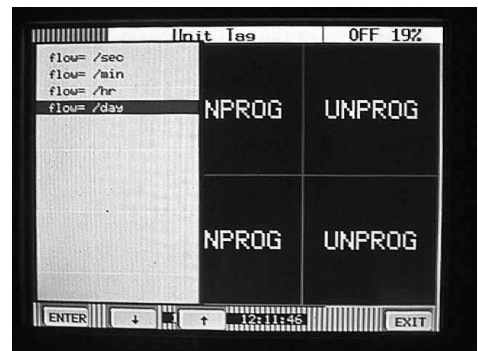 Unit Tag OFF 19%
flow= /sec
flow= /min
flow= /hr
flow= /day
NPROG UNPROG
NPROG UNPROG
ENTER ↓ ↑ 12:11:46 EXIT